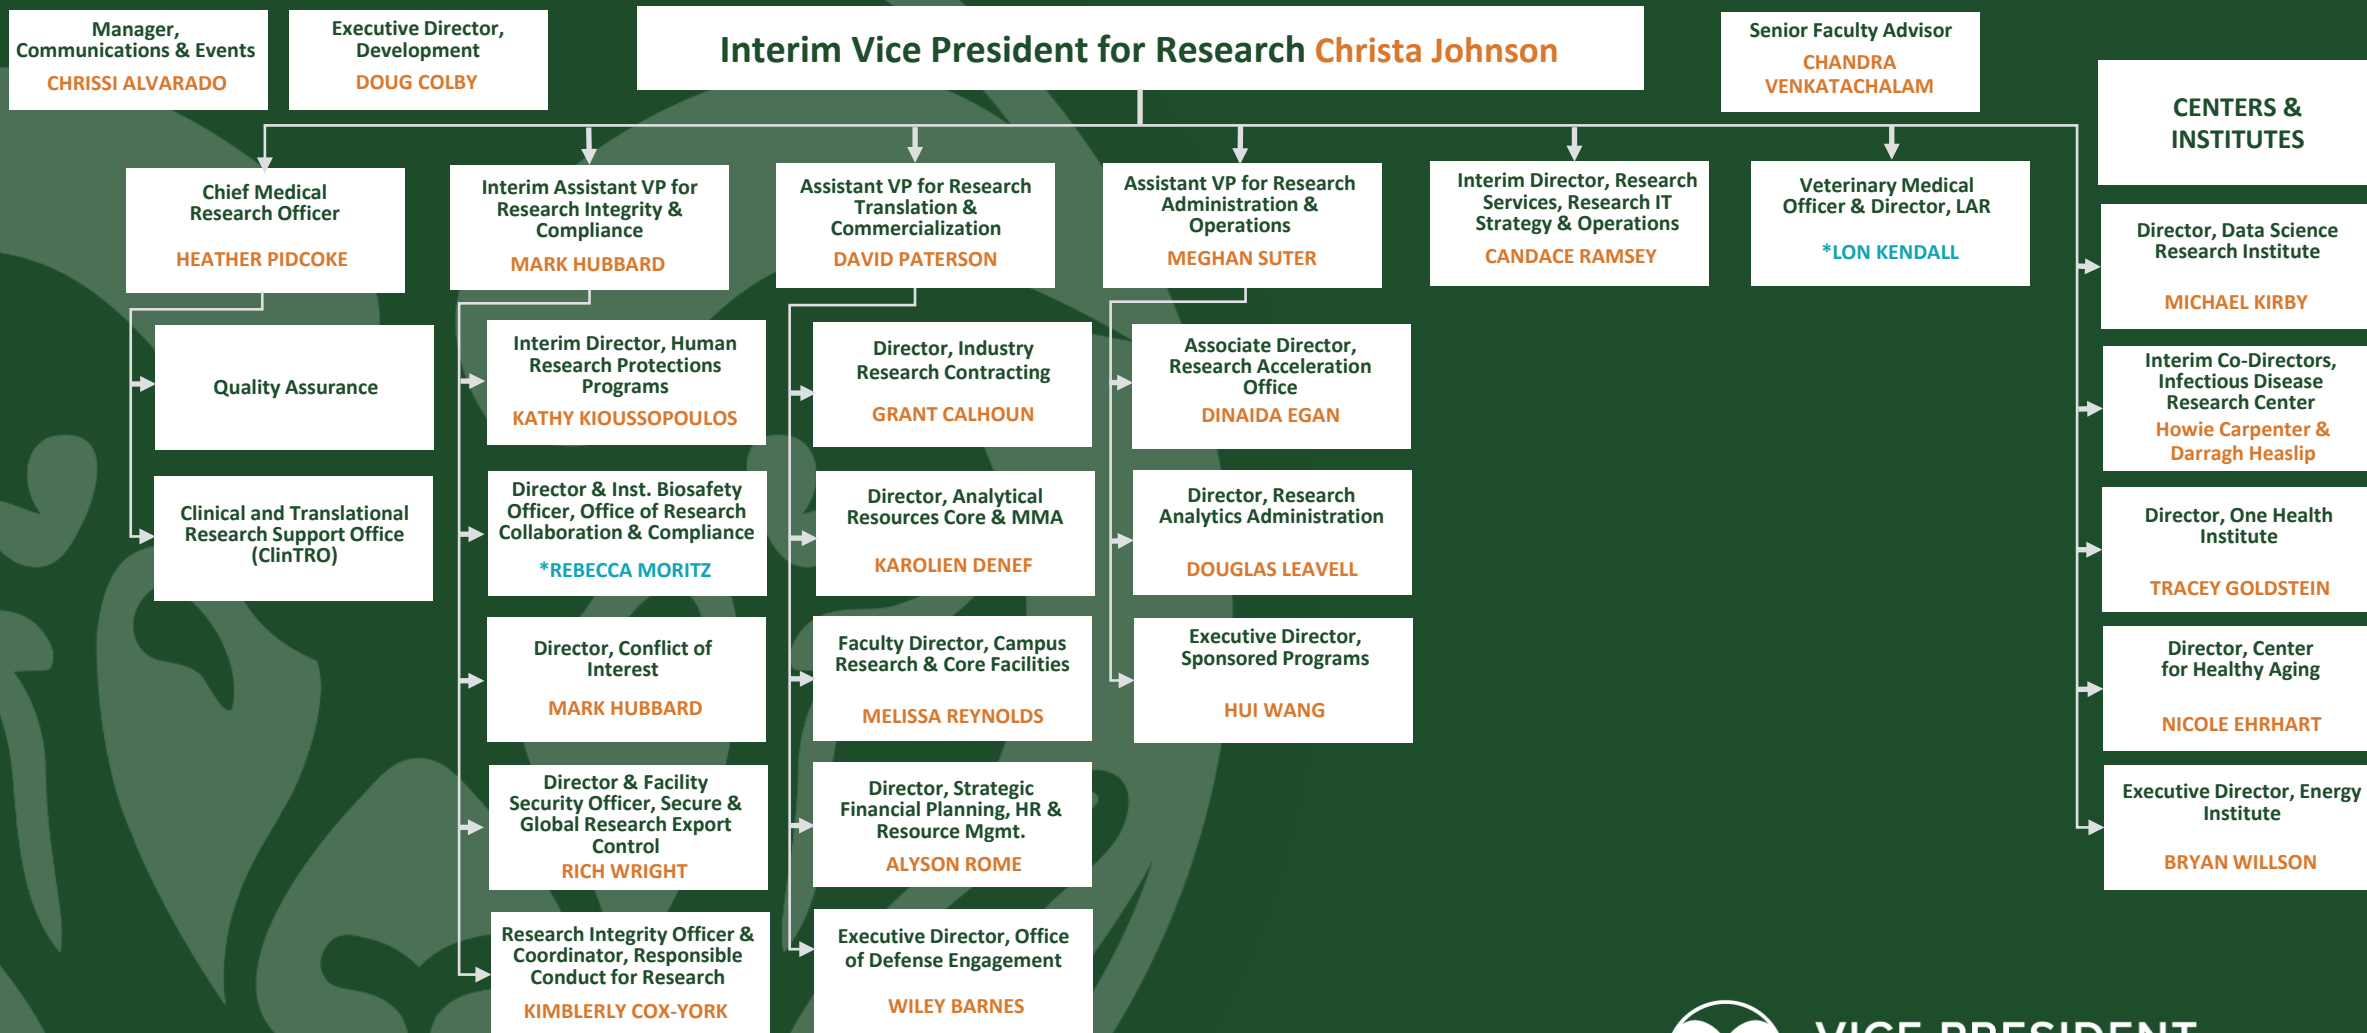 Manager,
Communications & Events
CHRISSI ALVARADO
Executive Director,
Development
DOUG COLBY
Interim Vice President for Research Christa Johnson
Senior Faculty Advisor
CHANDRA
VENKATACHALAM
CENTERS &
INSTITUTES
Chief Medical
Research Officer
HEATHER PIDCOKE
Quality Assurance
Clinical and Translational
Research Support Office
(ClinTRO)
Interim Assistant VP for
Research Integrity &
Compliance
MARK HUBBARD
Interim Director, Human
Research Protections
Programs
KATHY KIOUSSOPOULOS
Director & Inst. Biosafety
Officer, Office of Research
Collaboration & Compliance
*REBECCA MORITZ
Director, Conflict of
Interest
MARK HUBBARD
Director & Facility
Security Officer, Secure &
Global Research Export
Control
RICH WRIGHT
Research Integrity Officer &
Coordinator, Responsible
Conduct for Research
KIMBLERLY COX-YORK
Assistant VP for Research
Translation &
Commercialization
DAVID PATERSON
Director, Industry
Research Contracting
GRANT CALHOUN
Director, Analytical
Resources Core & MMA
KAROLIEN DENEF
Faculty Director, Campus
Research & Core Facilities
MELISSA REYNOLDS
Director, Strategic
Financial Planning, HR &
Resource Mgmt.
ALYSON ROME
Executive Director, Office
of Defense Engagement
WILEY BARNES
Assistant VP for Research
Administration &
Operations
MEGHAN SUTER
Associate Director,
Research Acceleration
Office
DINAIDA EGAN
Director, Research
Analytics Administration
DOUGLAS LEAVELL
Executive Director,
Sponsored Programs
HUI WANG
Interim Director, Research
Services, Research IT
Strategy & Operations
CANDACE RAMSEY
Veterinary Medical
Officer & Director, LAR
*LON KENDALL
Director, Data Science
Research Institute
MICHAEL KIRBY
Interim Co-Directors,
Infectious Disease
Research Center
Howie Carpenter &
Darragh Heaslip
Director, One Health
Institute
TRACEY GOLDSTEIN
Director, Center
for Healthy Aging
NICOLE EHRHART
Executive Director, Energy
Institute
BRYAN WILLSON
VICE PRESIDENT